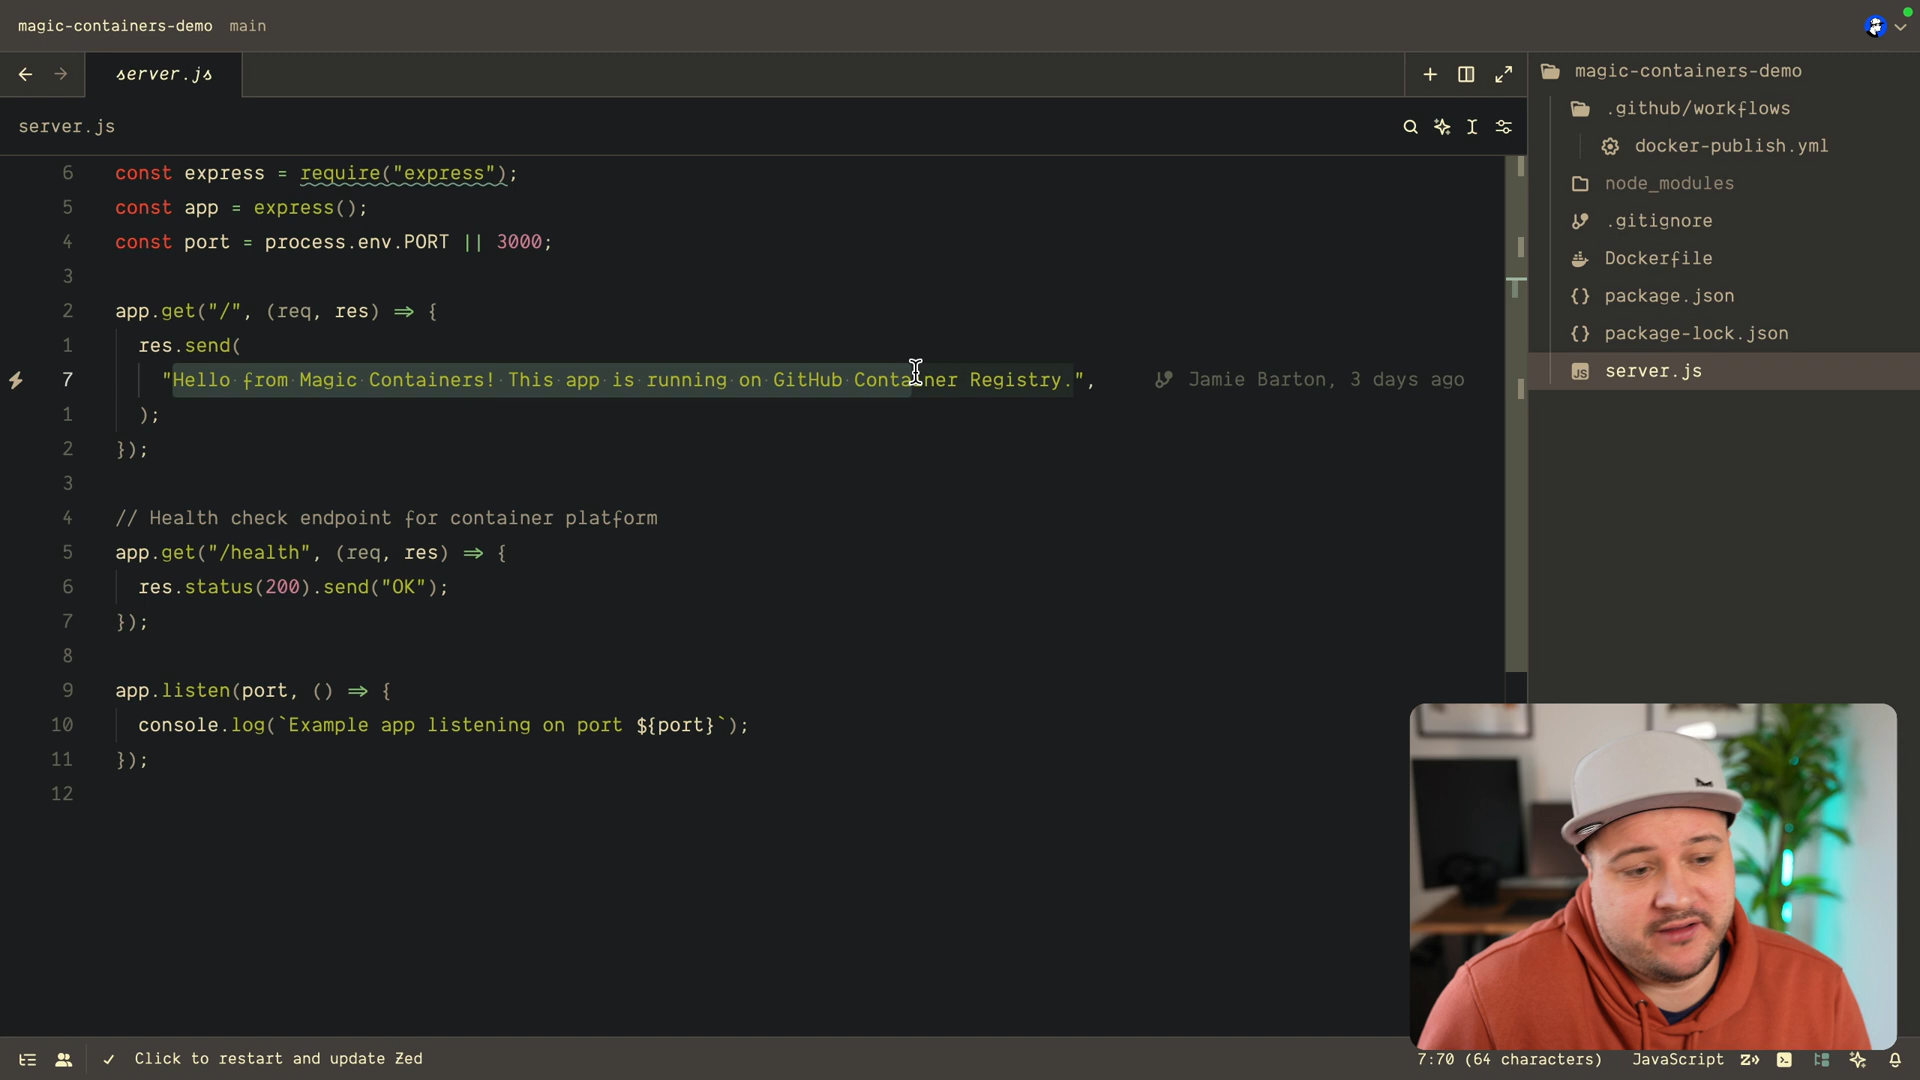 magic-containers-demo main
server.js
server.js
6 const express = require("express");
5 const app = express();
4 const port = process.env.PORT || 3000;
3
2 app.get("/", (req, res) => {
1 res.send(
7 "Hello from Magic Containers! This app is running on GitHub Container Registry.", Jamie Barton, 3 days ago
1 );
2 });
3
4 // Health check endpoint for container platform
5 app.get("/health", (req, res) => {
6 res.status(200).send("OK");
7 });
8
9 app.listen(port, () => {
10 console.log(`Example app listening on port ${port}`);
11 });
12
magic-containers-demo
.github/workflows
docker-publish.yml
node_modules
.gitignore
Dockerfile
package.json
package-lock.json
JS server.js
Click to restart and update Zed
7:70 (64 characters) JavaScript